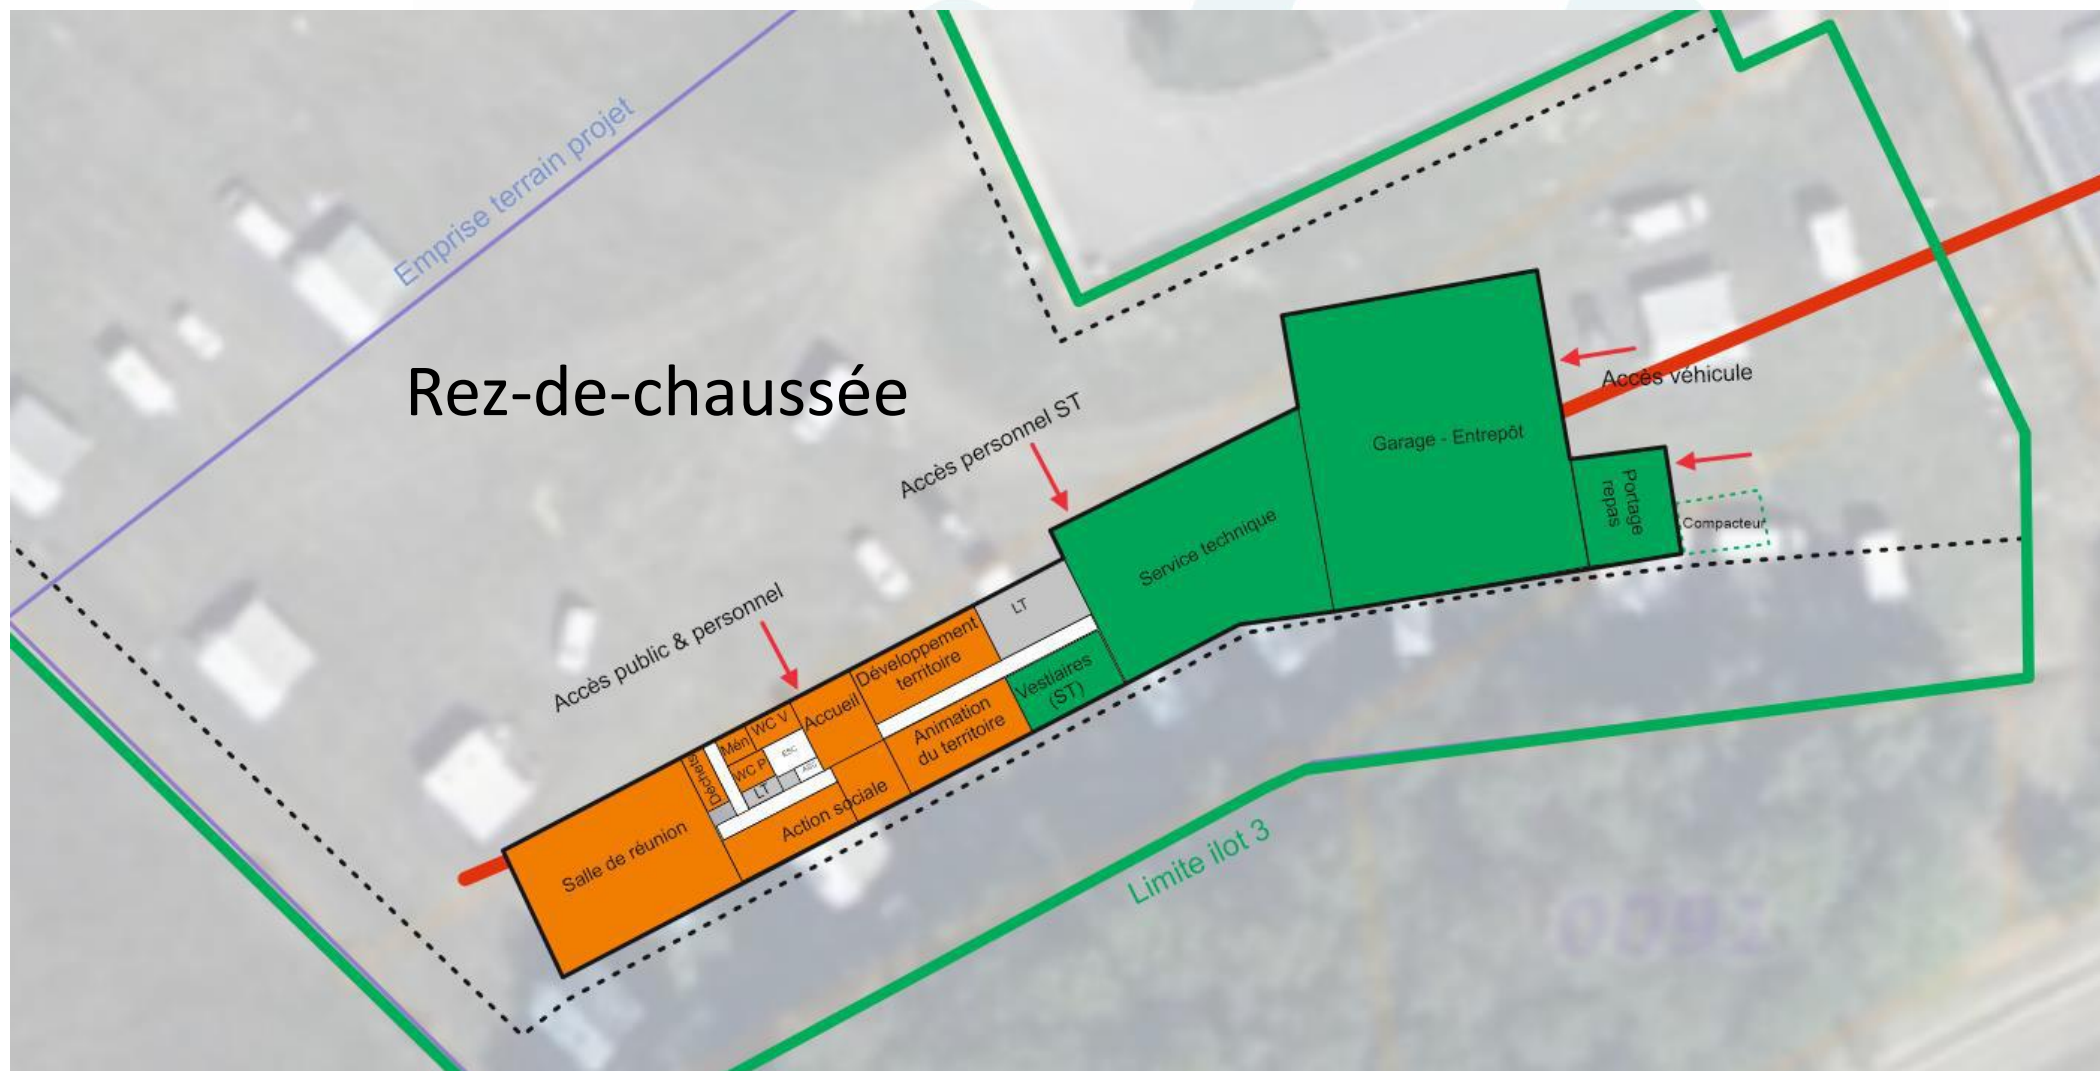 Emprise terrain projet
Rez-de-chaussée
Accès véhicule
Accès personnel ST
Garage - Entrepôt
Portage
repas
Compacteur
Service technique
Accès public & personnel
LT
Développement
territoire
Vestiaires
(ST)
Accueil
Animation
du territoire
WC V
Mén
ESC
WC P
LT
Déchets
Action sociale
Salle de réunion
Limite ilot 3